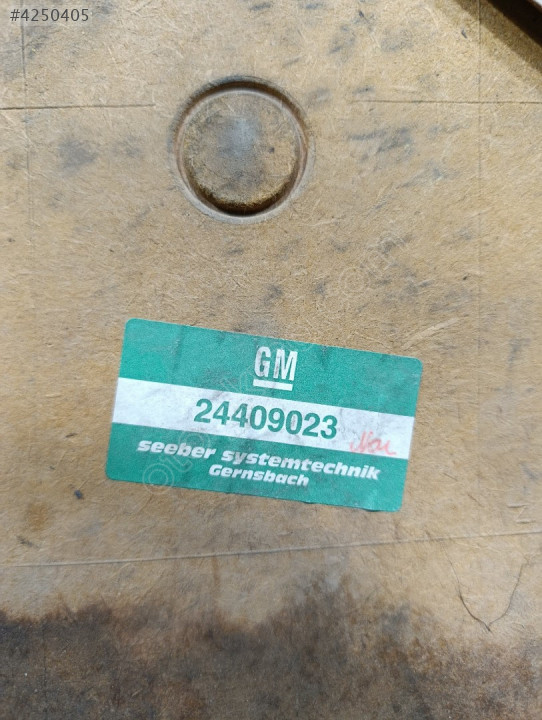 #4250405
GM
24409023
seeber systemtechnik
Gernsbach